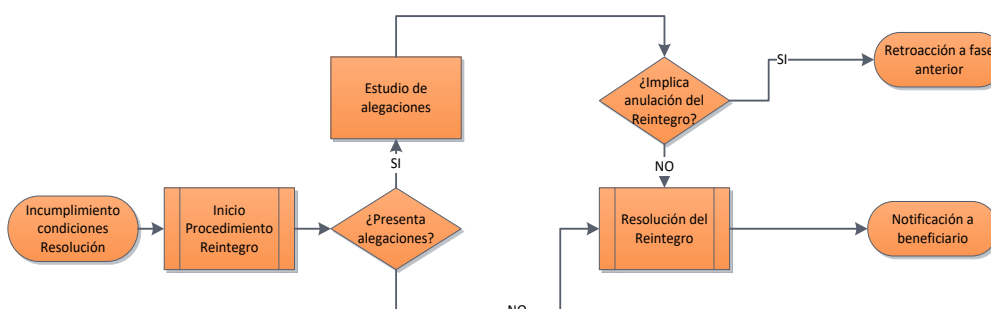 Incumplimiento
condiciones
Resolución
Inicio
Procedimiento
Reintegro
¿Presenta
alegaciones?
SI
Estudio de
alegaciones
¿Implica
anulación del
Reintegro?
SI
Retroacción a fase
anterior
NO
Resolución del
Reintegro
Notificación a
beneficiario
NO